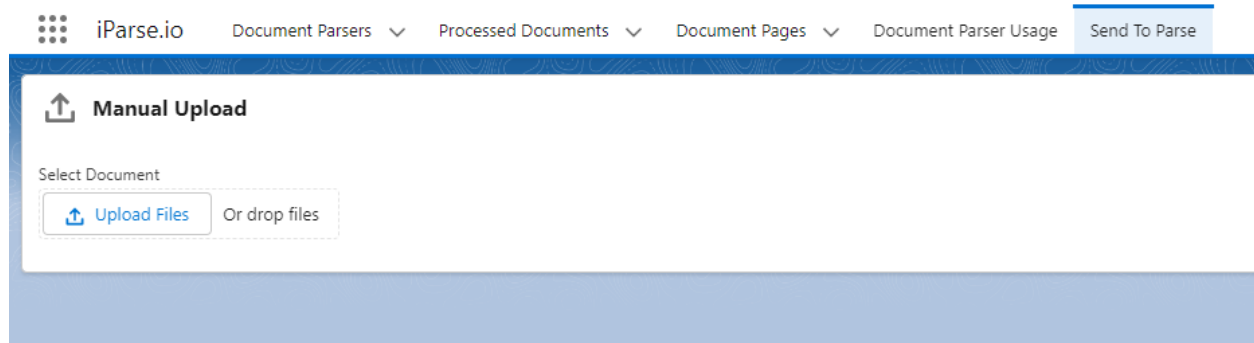 iParse.io Document Parsers Processed Documents Document Pages Document Parser Usage Send To Parse
Manual Upload
Select Document
Upload Files Or drop files